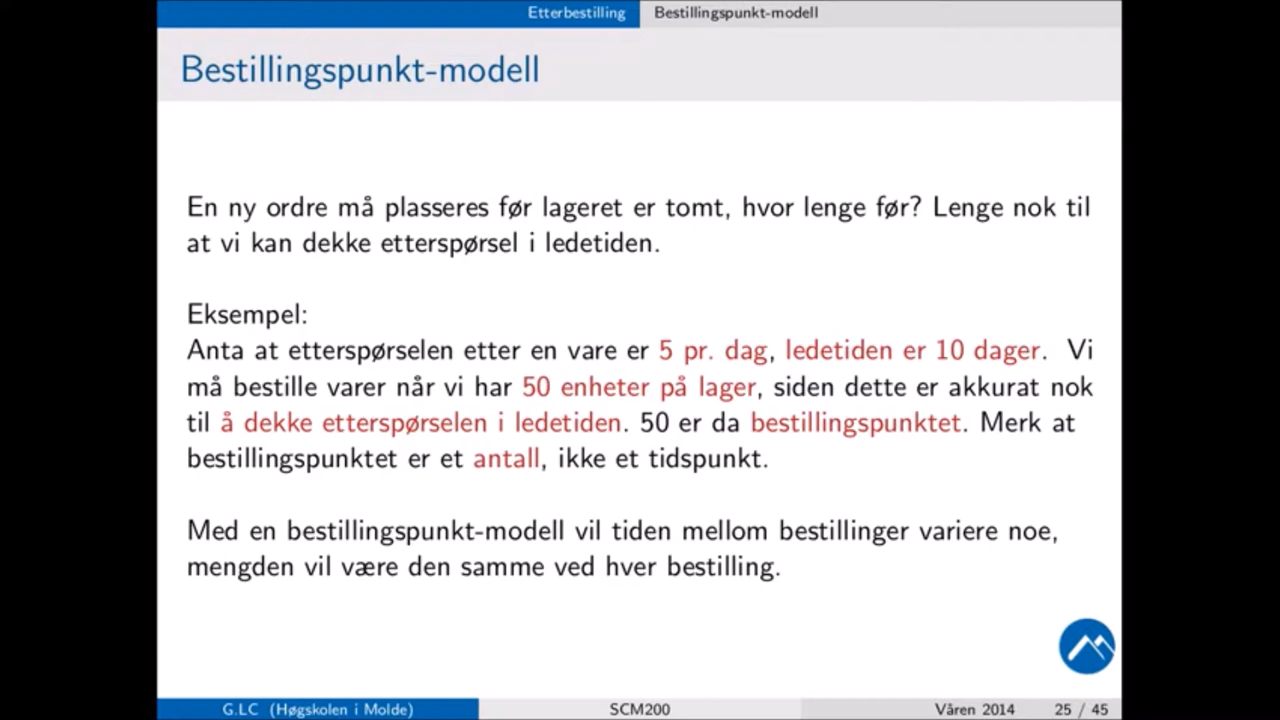 Etterbestilling Bestillingspunkt-modell
Bestillingspunkt-modell
En ny ordre må plasseres før lageret er tomt, hvor lenge før? Lenge nok til
at vi kan dekke etterspørsel i ledetiden.
Eksempel:
Anta at etterspørselen etter en vare er 5 pr. dag, ledetiden er 10 dager. Vi
må bestille varer når vi har 50 enheter på lager, siden dette er akkurat nok
til å dekke etterspørselen i ledetiden. 50 er da bestillingspunktet. Merk at
bestillingspunktet er et antall, ikke et tidspunkt.
Med en bestillingspunkt-modell vil tiden mellom bestillinger variere noe,
mengden vil være den samme ved hver bestilling.
G.LC (Høgskolen i Molde) SCM200 Våren 2014 25 / 45